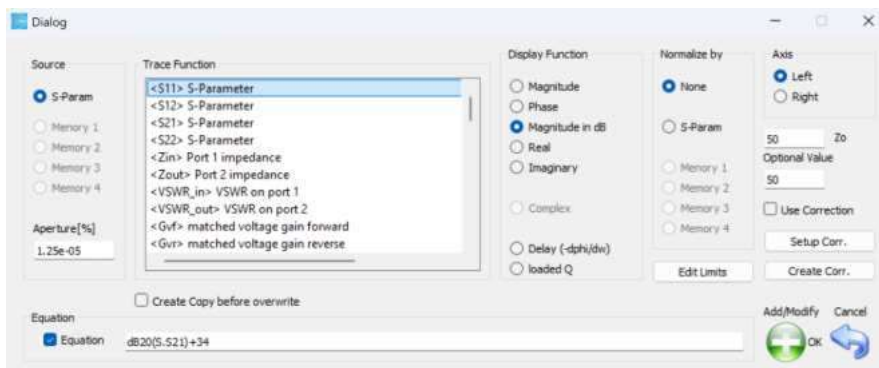 Dialog
Source
S-Param
Menory 1
Memory 2
Memory 3
Memory 4
Aperture[%]
1.25e-05
Trace Function
<S11> S-Parameter
<S12> S-Parameter
<S21> S-Parameter
<S22> S-Parameter
<Zin> Port 1 impedance
<Zout> Port 2 impedance
<VSWR_in> VSWR on port 1
<VSWR_out> VSWR on port 2
<Gvf> matched voltage gain forward
<Gvr> matched voltage gain reverse
Create Copy before overwrite
Display Function
Magnitude
Phase
Magnitude in dB
Real
Imaginary
Complex
Delay (-dphi/dw)
loaded Q
Normalize by
None
S-Param
Memory 1
Memory 2
Memory 3
Memory 4
Edit Limits
Axis
Left
Right
50 Zo
Optional Value
50
Use Correction
Setup Corr.
Create Corr.
Equation
Equation dB20(S.S21)+34
Add/Modify Cancel
OK